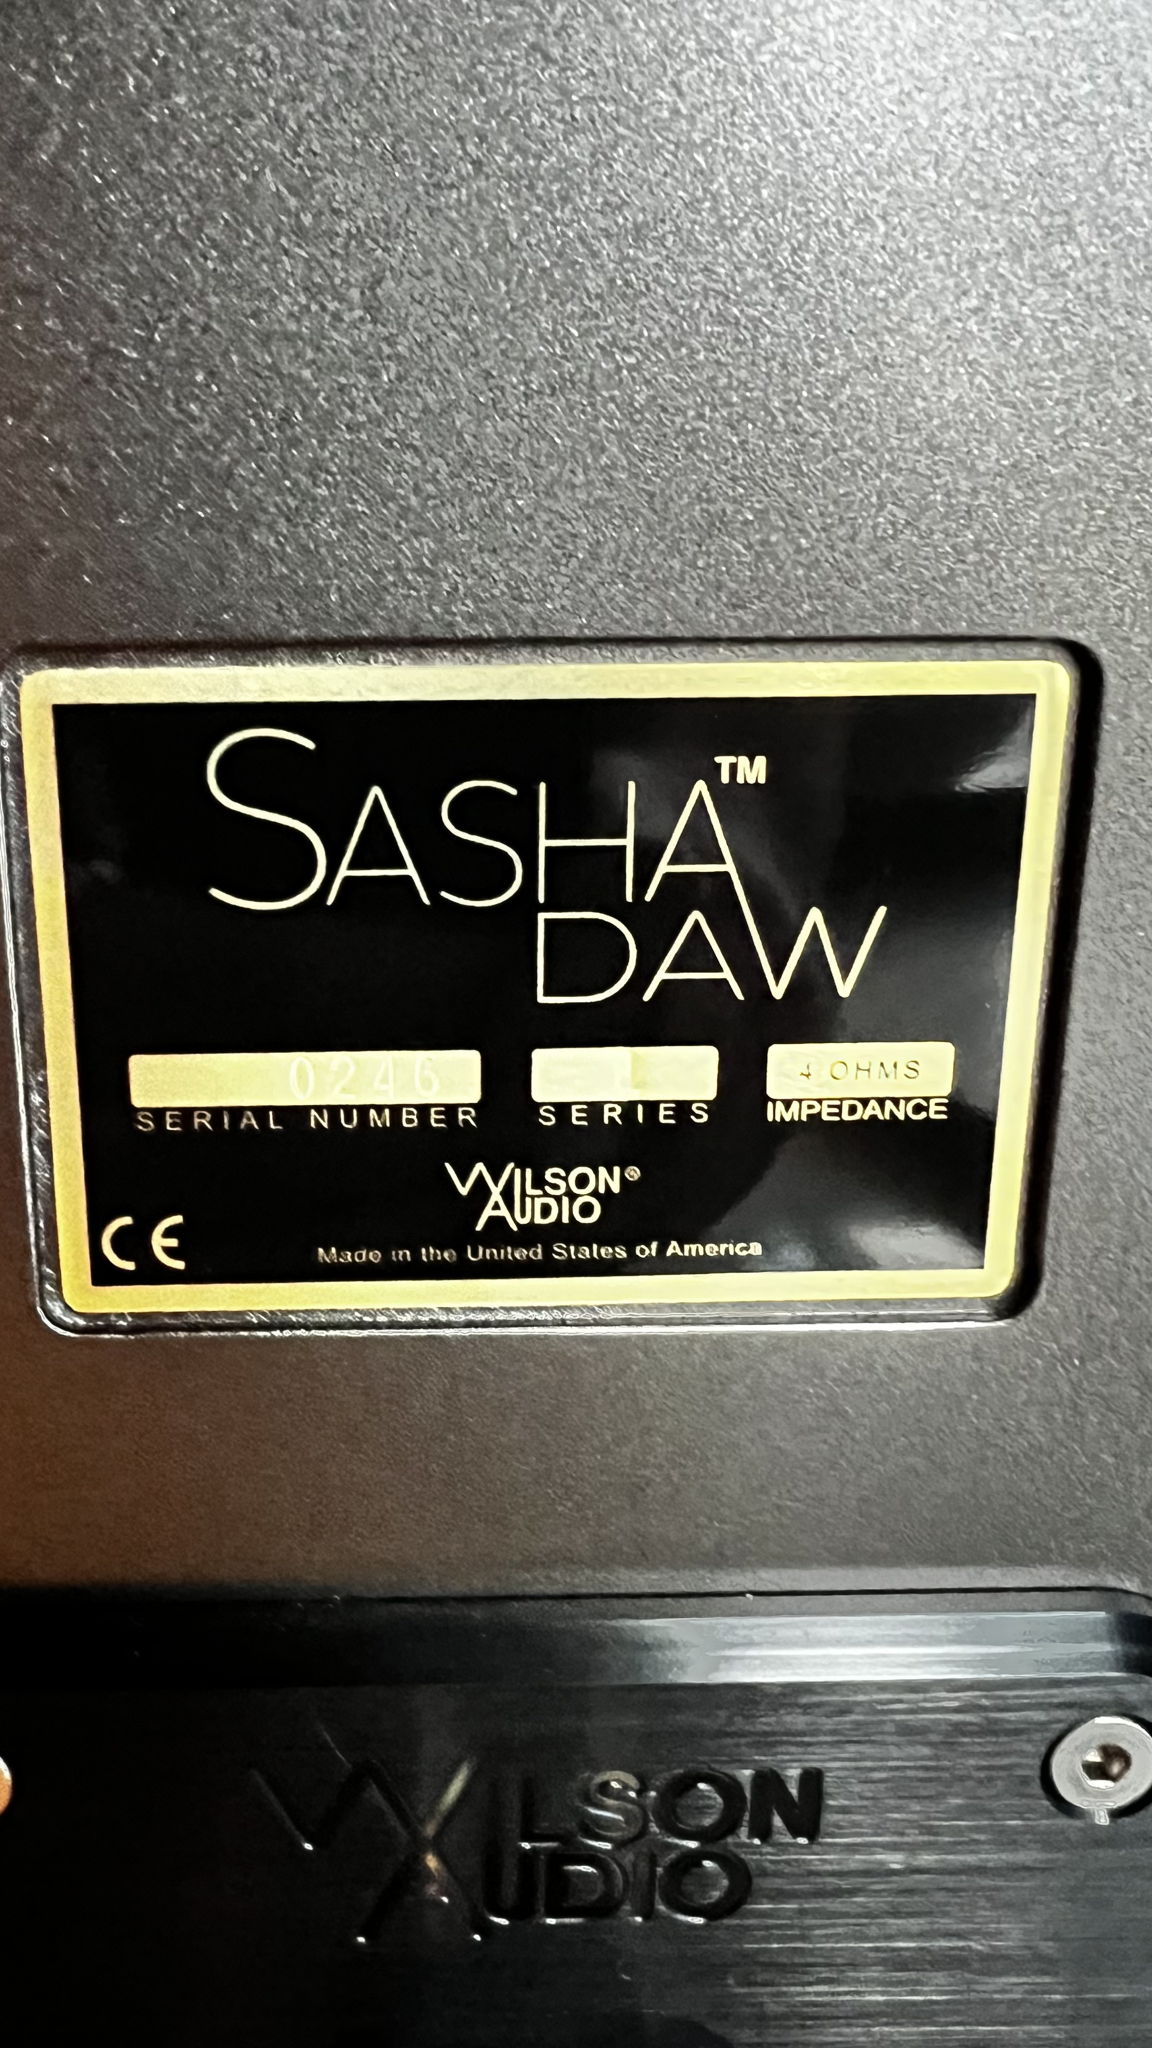 SASHA™
DAW
0246
SERIAL NUMBER
SERIES
4 OHMS
IMPEDANCE
WILSON®
AUDIO
CE
Made in the United States of America
WILSON
AUDIO